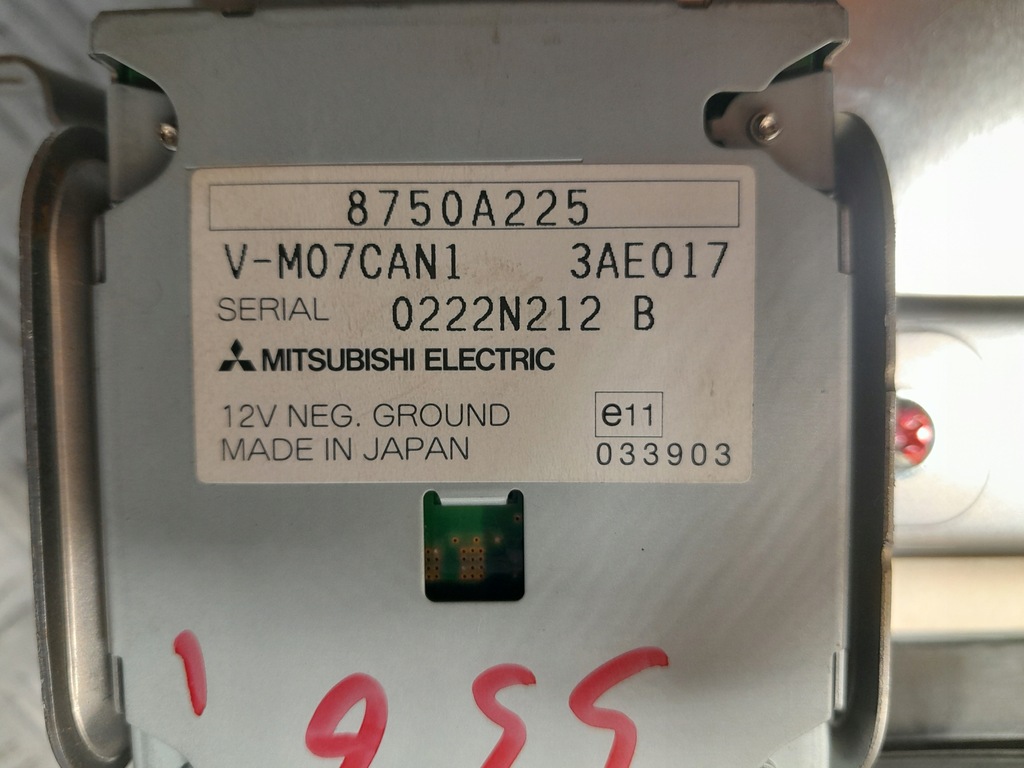 8750A225
V-M07CAN1 3AE017
SERIAL 0222N212 B
MITSUBISHI ELECTRIC
12V NEG. GROUND e11
MADE IN JAPAN 033903